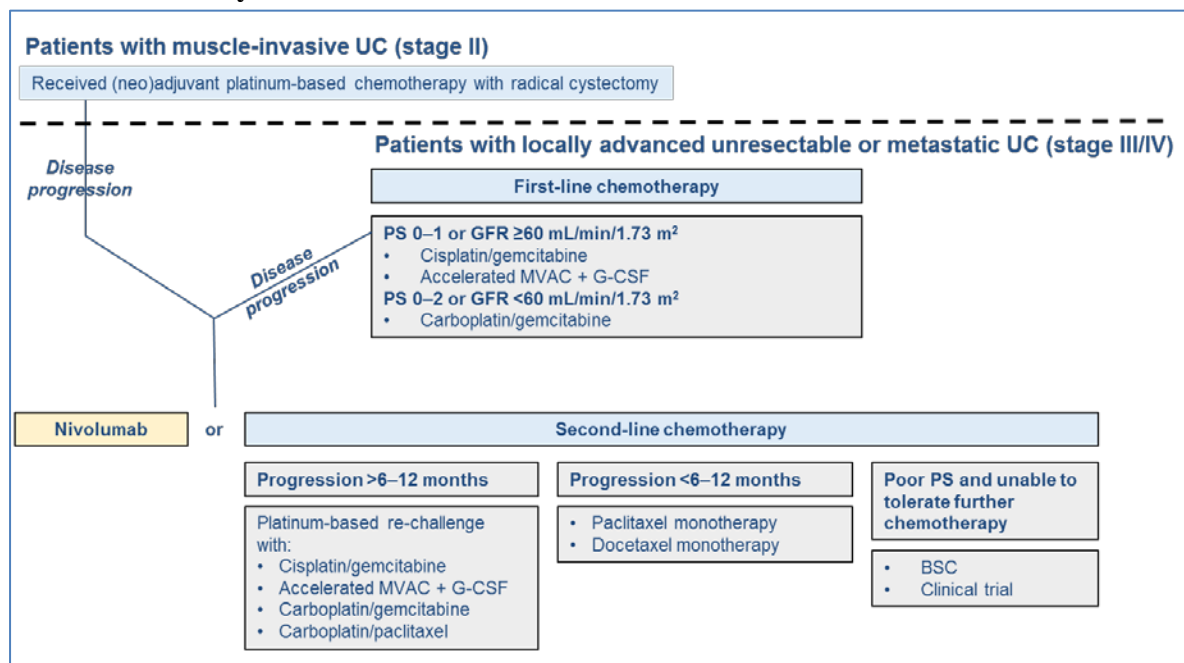 Patients with muscle-invasive UC (stage II)
Received (neo)adjuvant platinum-based chemotherapy with radical cystectomy
Disease
progression
Patients with locally advanced unresectable or metastatic UC (stage III/IV)
First-line chemotherapy
PS 0–1 or GFR ≥60 mL/min/1.73 m²
• Cisplatin/gemcitabine
• Accelerated MVAC + G-CSF
PS 0–2 or GFR <60 mL/min/1.73 m²
• Carboplatin/gemcitabine
Disease
progression
Nivolumab or Second-line chemotherapy
Progression >6–12 months
Platinum-based re-challenge
with:
• Cisplatin/gemcitabine
• Accelerated MVAC + G-CSF
• Carboplatin/gemcitabine
• Carboplatin/paclitaxel
Progression <6–12 months
• Paclitaxel monotherapy
• Docetaxel monotherapy
Poor PS and unable to
tolerate further
chemotherapy
• BSC
• Clinical trial